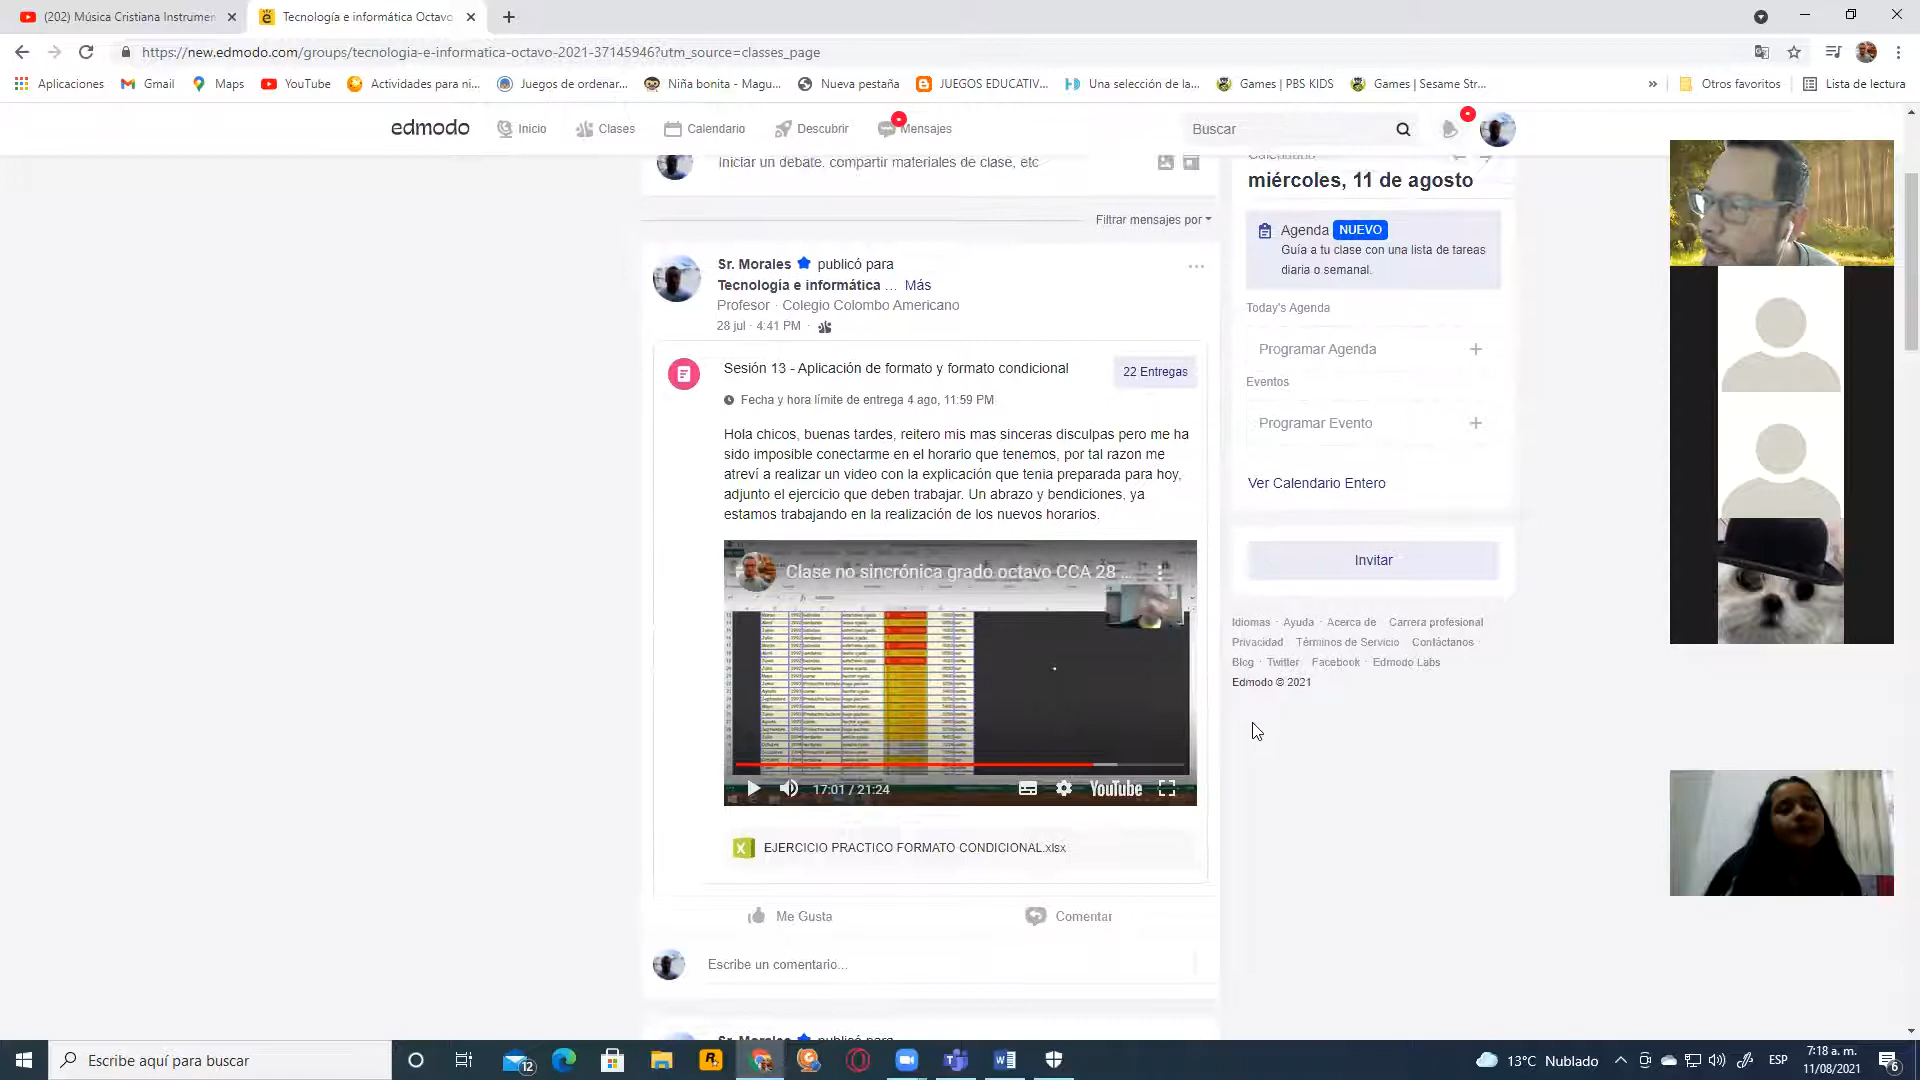 (202) Música Cristiana Instrumen
Tecnología e informática Octavo
https://new.edmodo.com/groups/tecnologia-e-informatica-octavo-2021-37145946?utm_source=classes_page
Aplicaciones
Gmail
Maps
YouTube
Actividades para ni...
Juegos de ordenar...
Niña bonita - Magu...
Nueva pestaña
JUEGOS EDUCATIV...
Una selección de la...
Games | PBS KIDS
Games | Sesame Str...
»
Otros favoritos
Lista de lectura
edmodo
Inicio
Clases
Calendario
Descubrir
Mensajes
Buscar
Iniciar un debate, compartir materiales de clase, etc
Filtrar mensajes por
Sr. Morales publicó para
Tecnología e informática ... Más
Profesor · Colegio Colombo Americano
28 jul · 4:41 PM ·
Sesión 13 - Aplicación de formato y formato condicional
22 Entregas
Fecha y hora límite de entrega 4 ago, 11:59 PM
Hola chicos, buenas tardes, reitero mis mas sinceras disculpas pero me ha
sido imposible conectarme en el horario que tenemos, por tal razon me
atreví a realizar un video con la explicación que tenia preparada para hoy,
adjunto el ejercicio que deben trabajar. Un abrazo y bendiciones, ya
estamos trabajando en la realización de los nuevos horarios.
Clase no sincrónica grado octavo CCA 28 ...
17:01 / 21:24
YouTube
EJERCICIO PRACTICO FORMATO CONDICIONAL.xlsx
Me Gusta
Comentar
Escribe un comentario...
Sr. Morales publicó para
Calendario
miércoles, 11 de agosto
Agenda NUEVO
Guía a tu clase con una lista de tareas
diaria o semanal.
Today's Agenda
Programar Agenda
Eventos
Programar Evento
Ver Calendario Entero
Invitar
Idiomas · Ayuda · Acerca de · Carrera profesional
Privacidad · Términos de Servicio · Contáctanos ·
Blog · Twitter · Facebook · Edmodo Labs
Edmodo © 2021
Escribe aquí para buscar
12
13°C Nublado
ESP
7:18 a. m.
11/08/2021
6